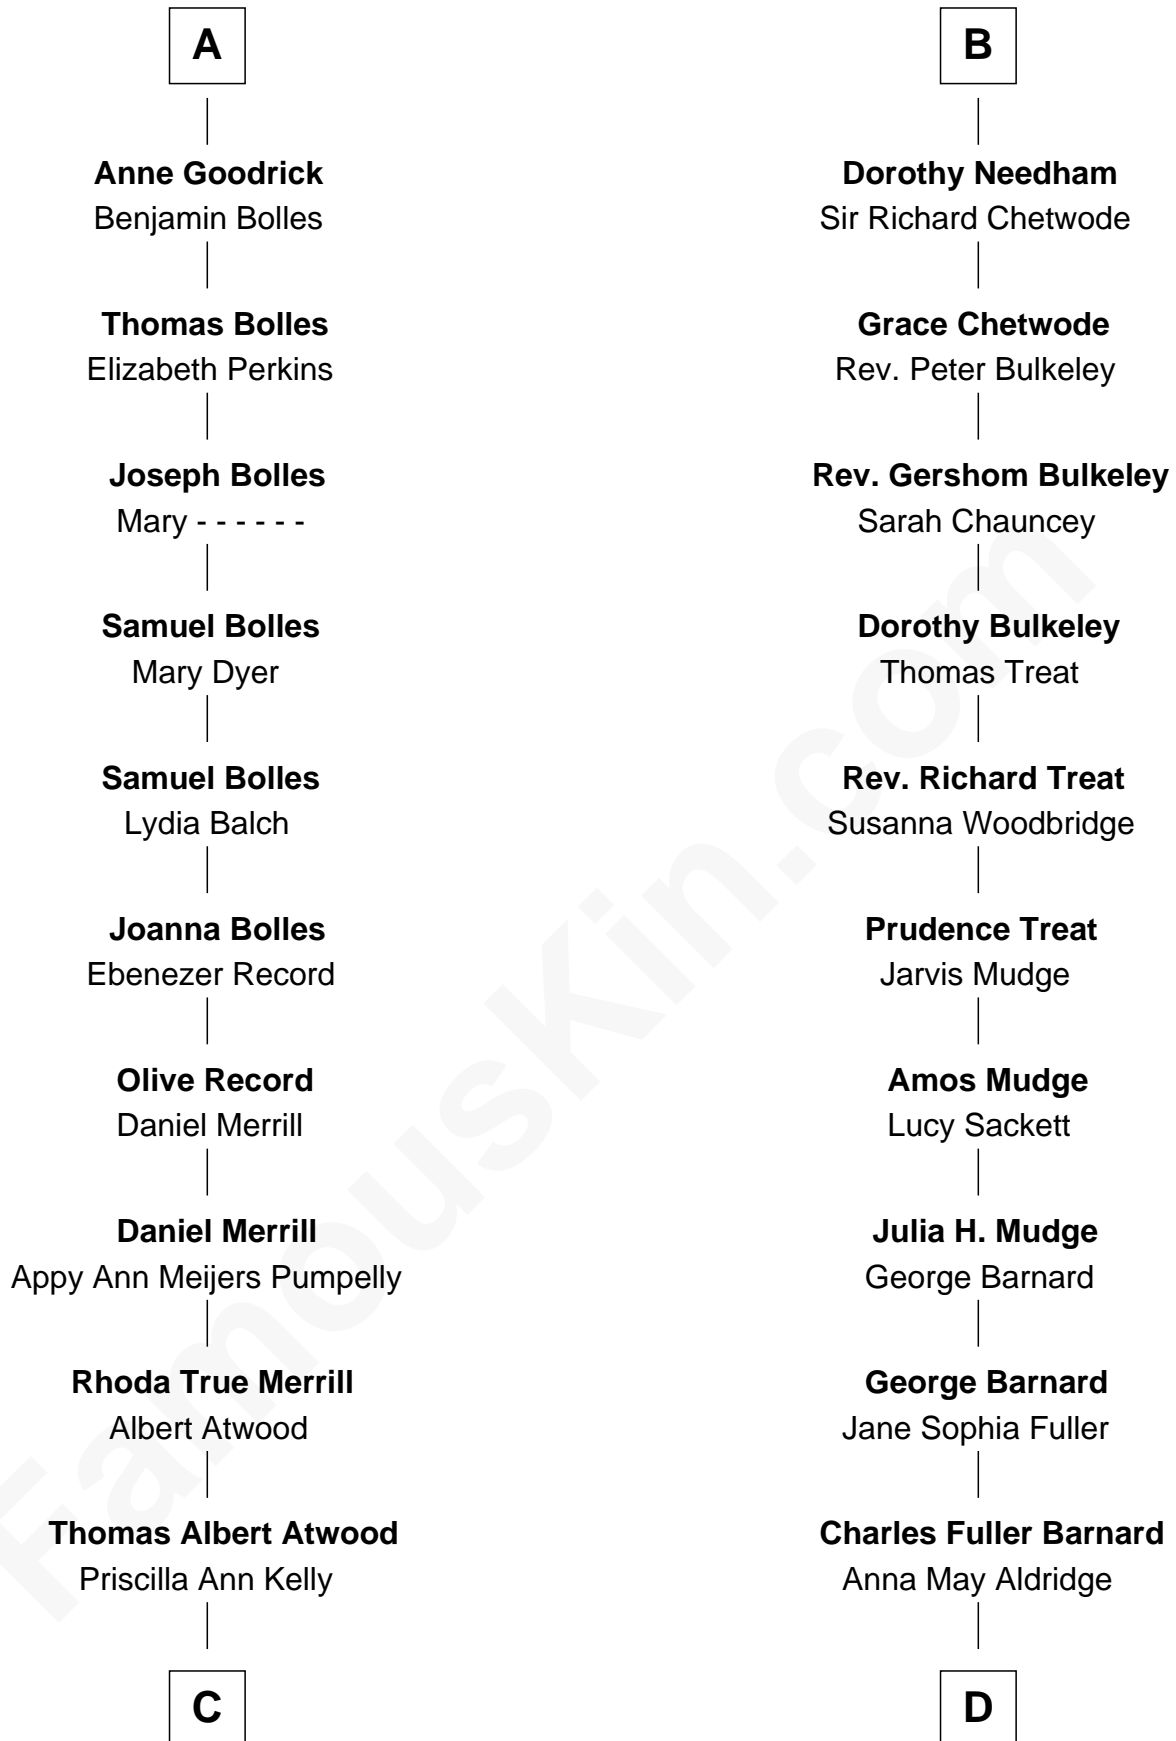 A
Anne Goodrick
Benjamin Bolles
Thomas Bolles
Elizabeth Perkins
Joseph Bolles
Mary - - - - - -
Samuel Bolles
Mary Dyer
Samuel Bolles
Lydia Balch
Joanna Bolles
Ebenezer Record
Olive Record
Daniel Merrill
Daniel Merrill
Appy Ann Meijers Pumpelly
Rhoda True Merrill
Albert Atwood
Thomas Albert Atwood
Priscilla Ann Kelly
C
B
Dorothy Needham
Sir Richard Chetwode
Grace Chetwode
Rev. Peter Bulkeley
Rev. Gershom Bulkeley
Sarah Chauncey
Dorothy Bulkeley
Thomas Treat
Rev. Richard Treat
Susanna Woodbridge
Prudence Treat
Jarvis Mudge
Amos Mudge
Lucy Sackett
Julia H. Mudge
George Barnard
George Barnard
Jane Sophia Fuller
Charles Fuller Barnard
Anna May Aldridge
D
FamousKin.com